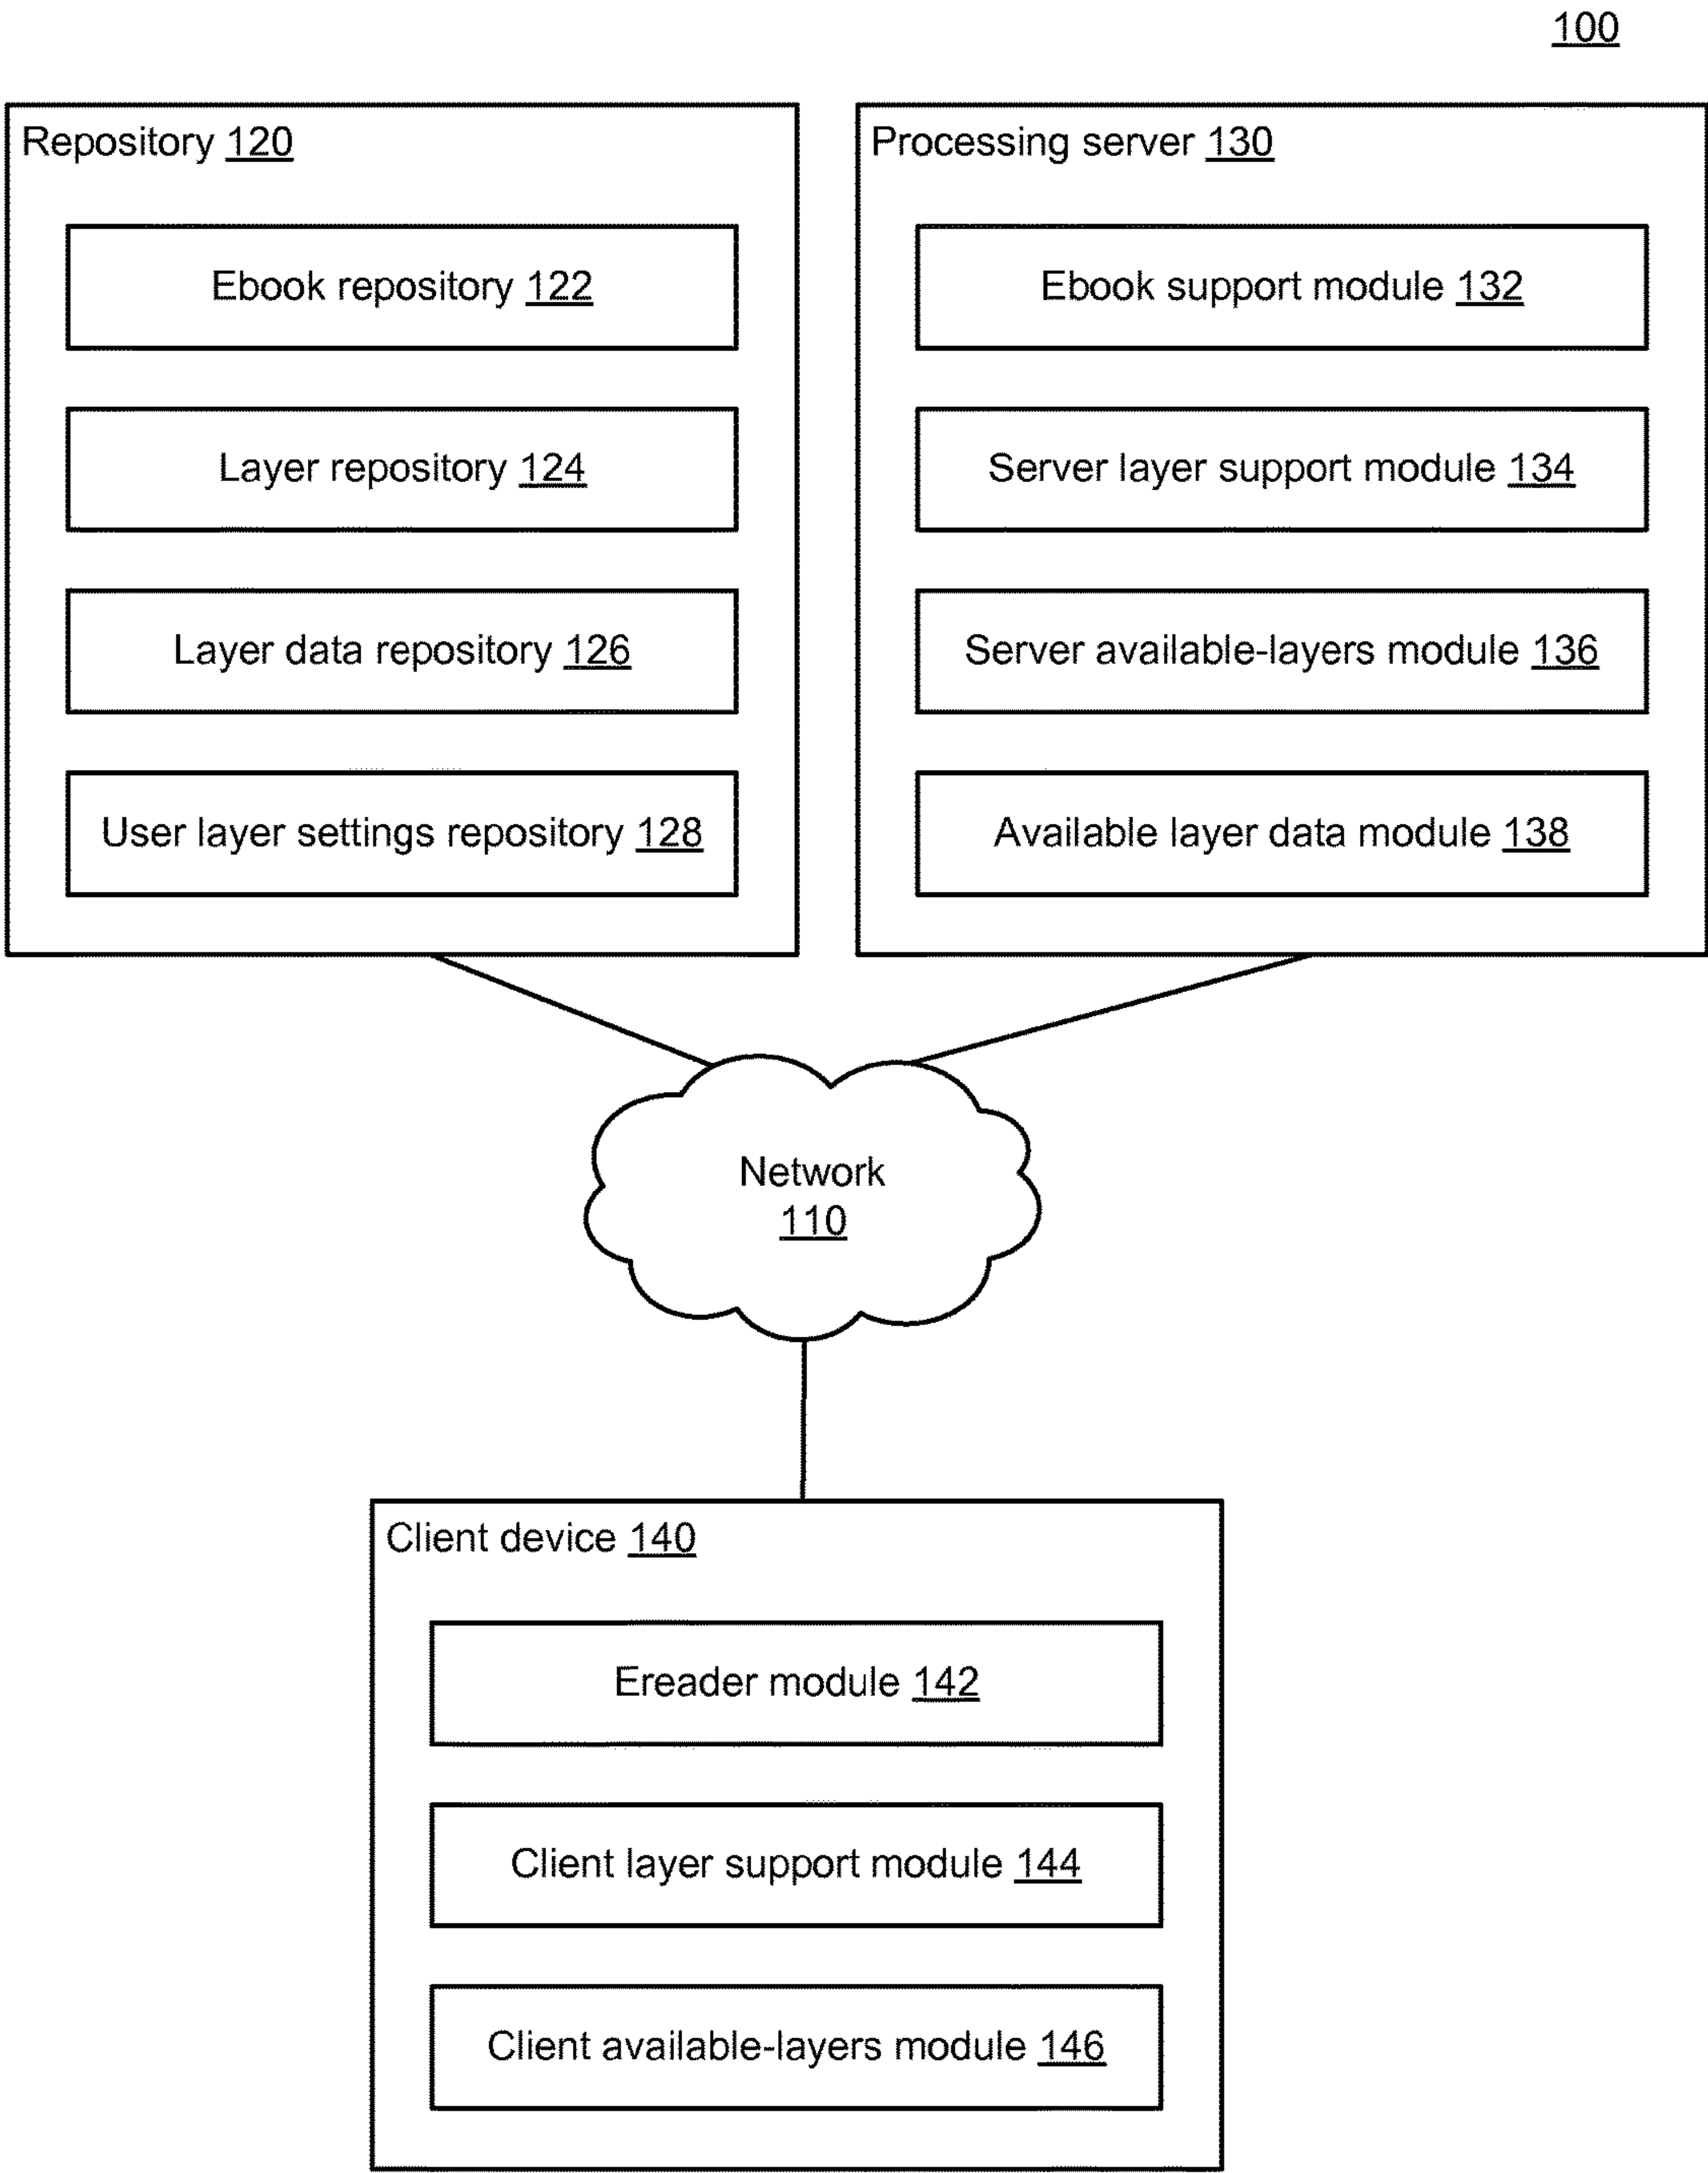 100
Repository 120
Ebook repository 122
Layer repository 124
Layer data repository 126
User layer settings repository 128
Processing server 130
Ebook support module 132
Server layer support module 134
Server available-layers module 136
Available layer data module 138
Network
110
Client device 140
Ereader module 142
Client layer support module 144
Client available-layers module 146